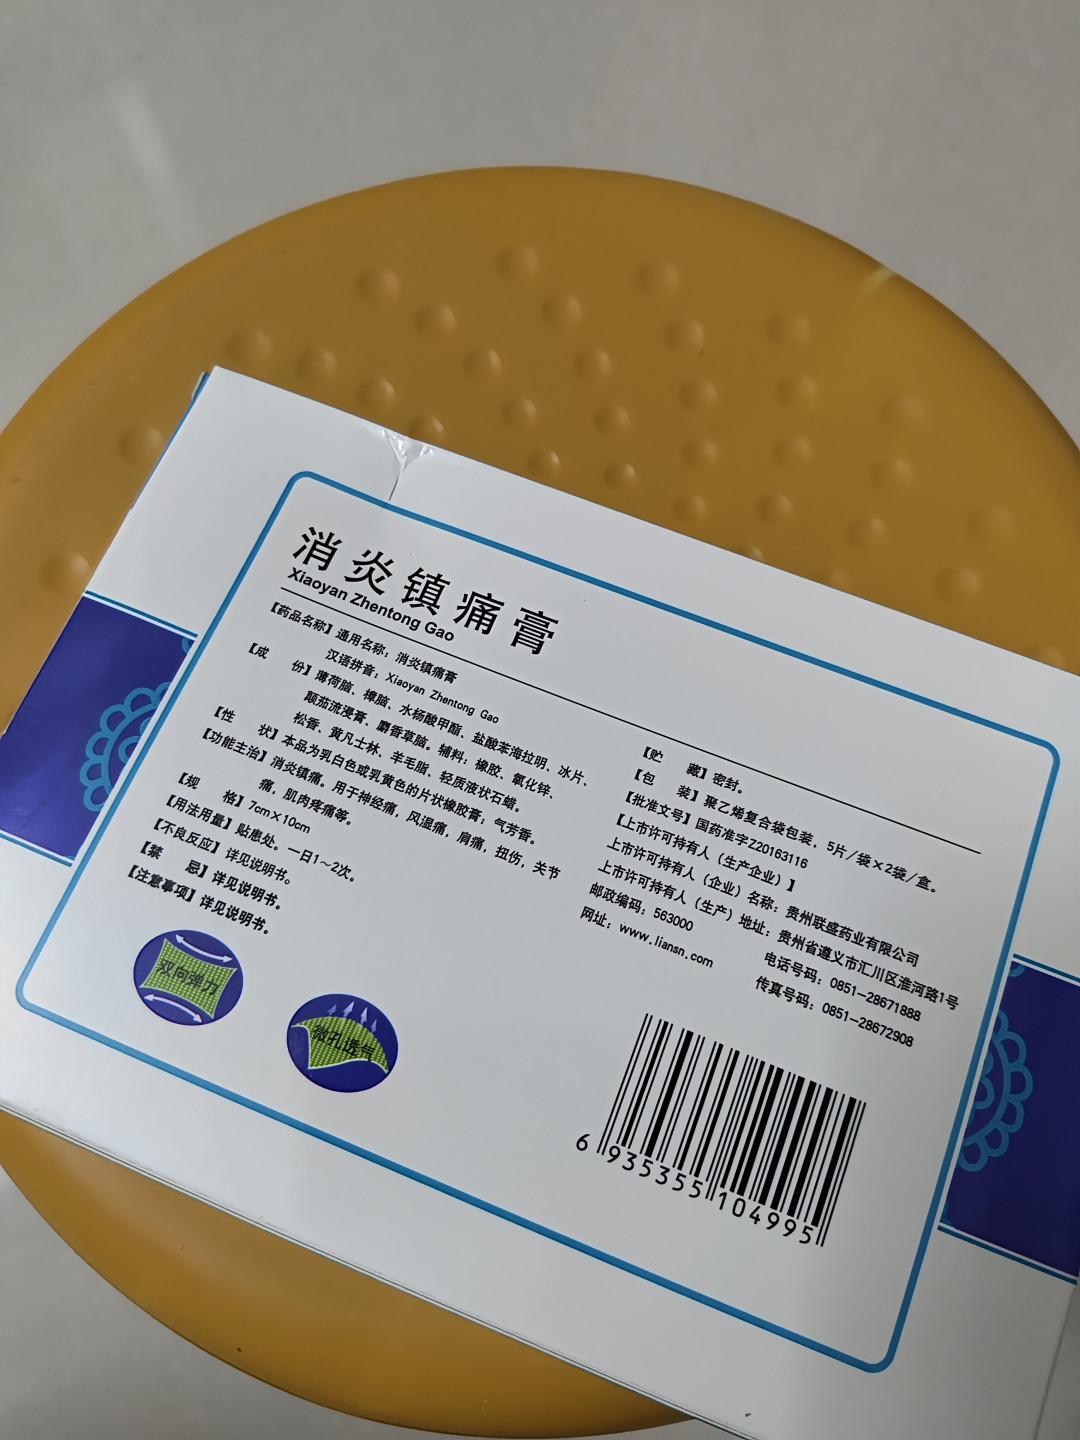 消炎镇痛膏
Xiaoyan Zhentong Gao
【药品名称】通用名称：消炎镇痛膏
汉语拼音：Xiaoyan Zhentong Gao
【成　　份】薄荷脑、樟脑、水杨酸甲酯、盐酸苯海拉明、冰片、
颠茄流浸膏、麝香草脑。辅料：橡胶、氧化锌、
松香、黄凡士林、羊毛脂、轻质液状石蜡。
【性　　状】本品为乳白色或乳黄色的片状橡胶膏；气芳香。
【功能主治】消炎镇痛。用于神经痛，风湿痛，肩痛，扭伤，关节
痛，肌肉疼痛等。
【规　　格】7cm×10cm
【用法用量】贴患处。一日1～2次。
【不良反应】详见说明书。
【禁　　忌】详见说明书。
【注意事项】详见说明书。
双向弹力
微孔透气
【贮　　藏】密封。
【包　　装】聚乙烯复合袋包装，5片/袋×2袋/盒。
【批准文号】国药准字Z20163116
【上市许可持有人（生产企业）】
上市许可持有人（企业）名称：贵州联盛药业有限公司
上市许可持有人（生产）地址：贵州省遵义市汇川区淮河路1号
邮政编码：563000　电话号码：0851-28671888
网址：www.liansn.com　传真号码：0851-28672908
6 935355 104995